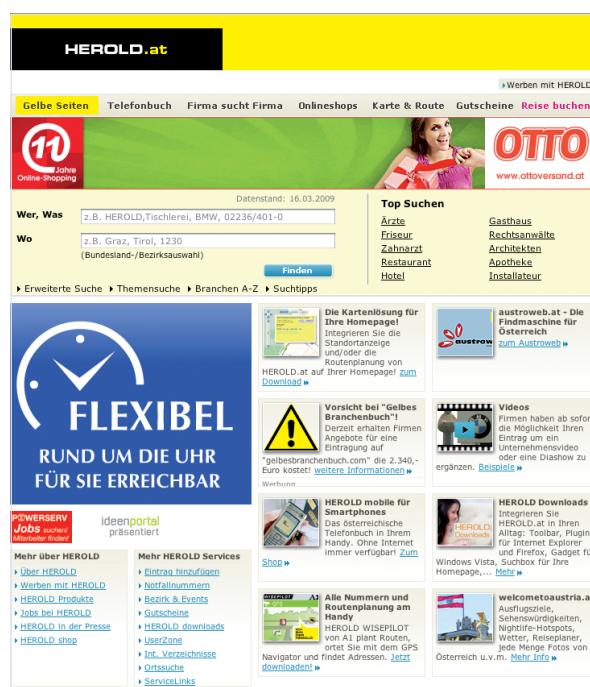 HEROLD.at
Werben mit HEROLD
Gelbe Seiten Telefonbuch Firma sucht Firma Onlineshops Karte & Route Gutscheine Reise buchen
11
Jahre
Online-Shopping
OTTO
www.ottoversand.at
Datenstand: 16.03.2009
Wer, Was
z.B. HEROLD,Tischlerei, BMW, 02236/401-0
Wo
z.B. Graz, Tirol, 1230
(Bundesland-/Bezirksauswahl)
Finden
Erweiterte Suche Themensuche Branchen A-Z Suchtipps
Top Suchen
Ärzte Gasthaus
Friseur Rechtsanwälte
Zahnarzt Architekten
Restaurant Apotheke
Hotel Installateur
FLEXIBEL
RUND UM DIE UHR
FÜR SIE ERREICHBAR
POWERSERV
Jobs suchen!
Mitarbeiter finden!
ideenportal
präsentiert
Mehr über HEROLD
Über HEROLD
Werben mit HEROLD
HEROLD Produkte
Jobs bei HEROLD
HEROLD in der Presse
HEROLD shop
Mehr HEROLD Services
Eintrag hinzufügen
Notfallnummern
Bezirk & Events
Gutscheine
HEROLD downloads
UserZone
Int. Verzeichnisse
Ortssuche
ServiceLinks
Die Kartenlösung für
Ihre Homepage!
Integrieren Sie die
Standortanzeige
und/oder die
Routenplanung von
HEROLD.at auf Ihrer Homepage! zum
Download
austrow
austroweb.at - Die
Findmaschine für
Österreich
zum Austroweb
Vorsicht bei "Gelbes
Branchenbuch"!
Derzeit erhalten Firmen
Angebote für eine
Eintragung auf
"gelbesbranchenbuch.com" die 2.340,-
Euro kostet! weitere Informationen
Werbung
Videos
Firmen haben ab sofor
die Möglichkeit Ihren
Eintrag um ein
Unternehmensvideo
oder eine Diashow zu
ergänzen. Beispiele
HEROLD mobile für
Smartphones
Das österreichische
Telefonbuch in Ihrem
Handy. Ohne Internet
immer verfügbar! Zum
Shop
HEROLD
Downloads
HEROLD Downloads
Integrieren Sie
HEROLD.at in Ihren
Alltag: Toolbar, Plugin
für Internet Explorer
und Firefox, Gadget fü
Windows Vista, Suchbox für Ihre
Homepage,... Mehr
WISEPILOT A1
Alle Nummern und
Routenplanung am
Handy
HEROLD WISEPILOT
von A1 plant Routen,
ortet Sie mit dem GPS
Navigator und findet Adressen. Jetzt
downloaden!
welcometoaustria.a
Ausflugsziele,
Sehenswürdigkeiten,
Nightlife-Hotspots,
Wetter, Reiseplaner,
jede Menge Fotos von
Österreich u.v.m. Mehr Info